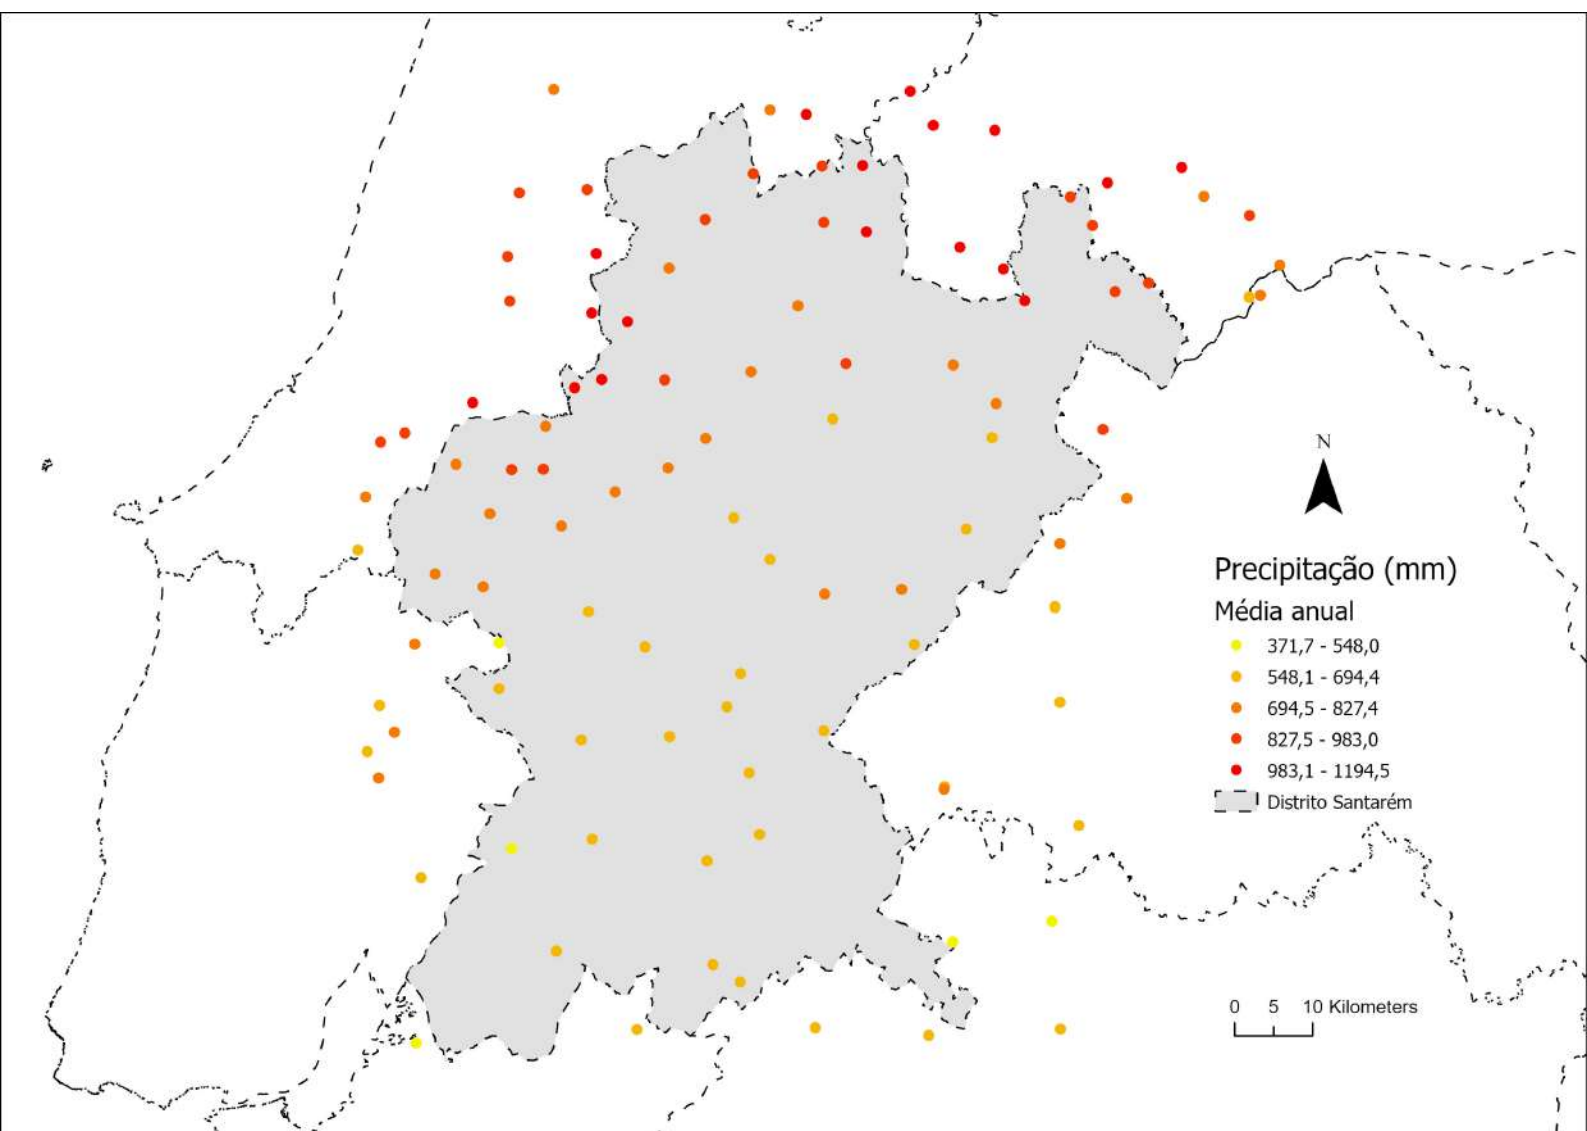 N
Precipitação (mm)
Média anual
371,7 - 548,0
548,1 - 694,4
694,5 - 827,4
827,5 - 983,0
983,1 - 1194,5
Distrito Santarém
0 5 10 Kilometers